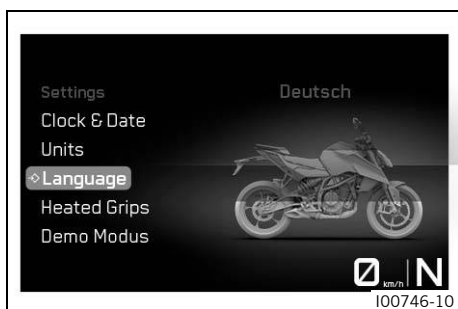 Settings
Deutsch
Clock & Date
Units
Language
Heated Grips
Demo Modus
0 km/h N
I00746-10